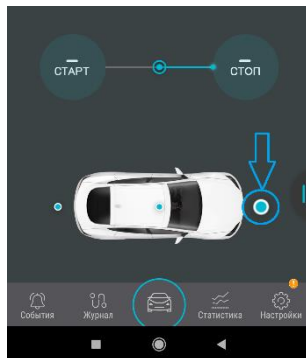 СТАРТ
СТОП
События
Журнал
Статистика
Настройки